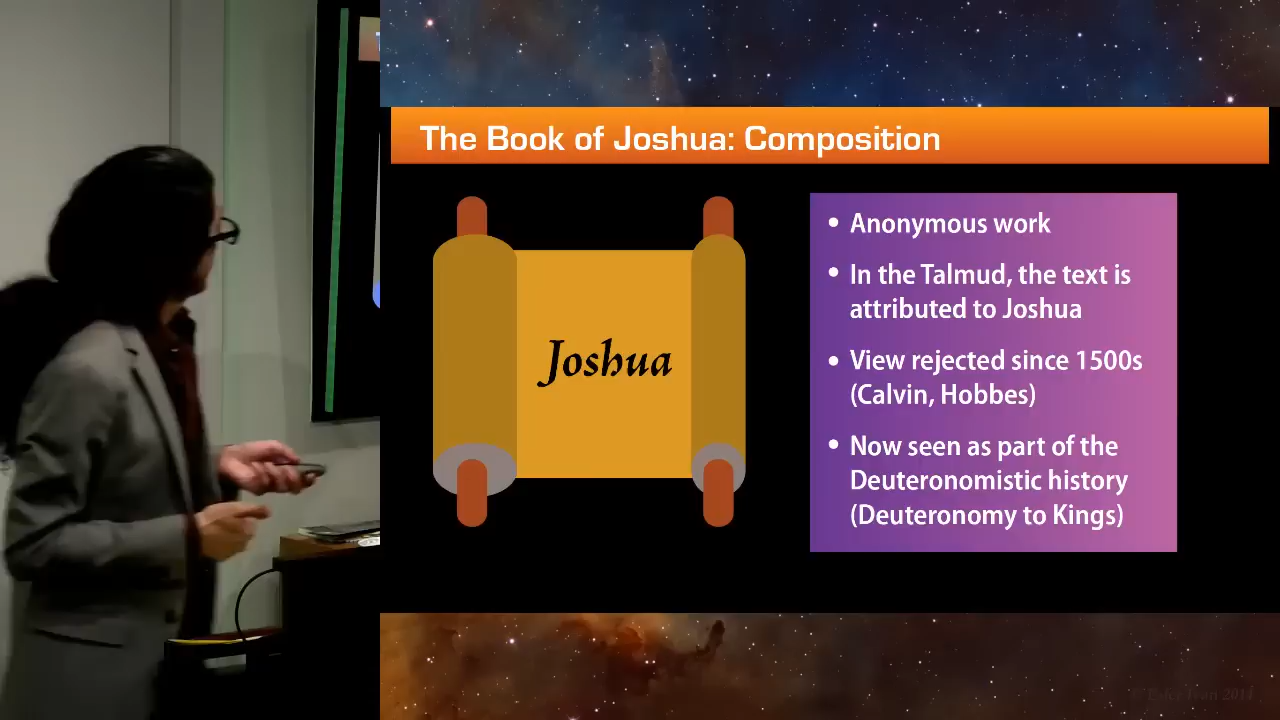 The Book of Joshua: Composition
Joshua
• Anonymous work
• In the Talmud, the text is
attributed to Joshua
• View rejected since 1500s
(Calvin, Hobbes)
• Now seen as part of the
Deuteronomistic history
(Deuteronomy to Kings)